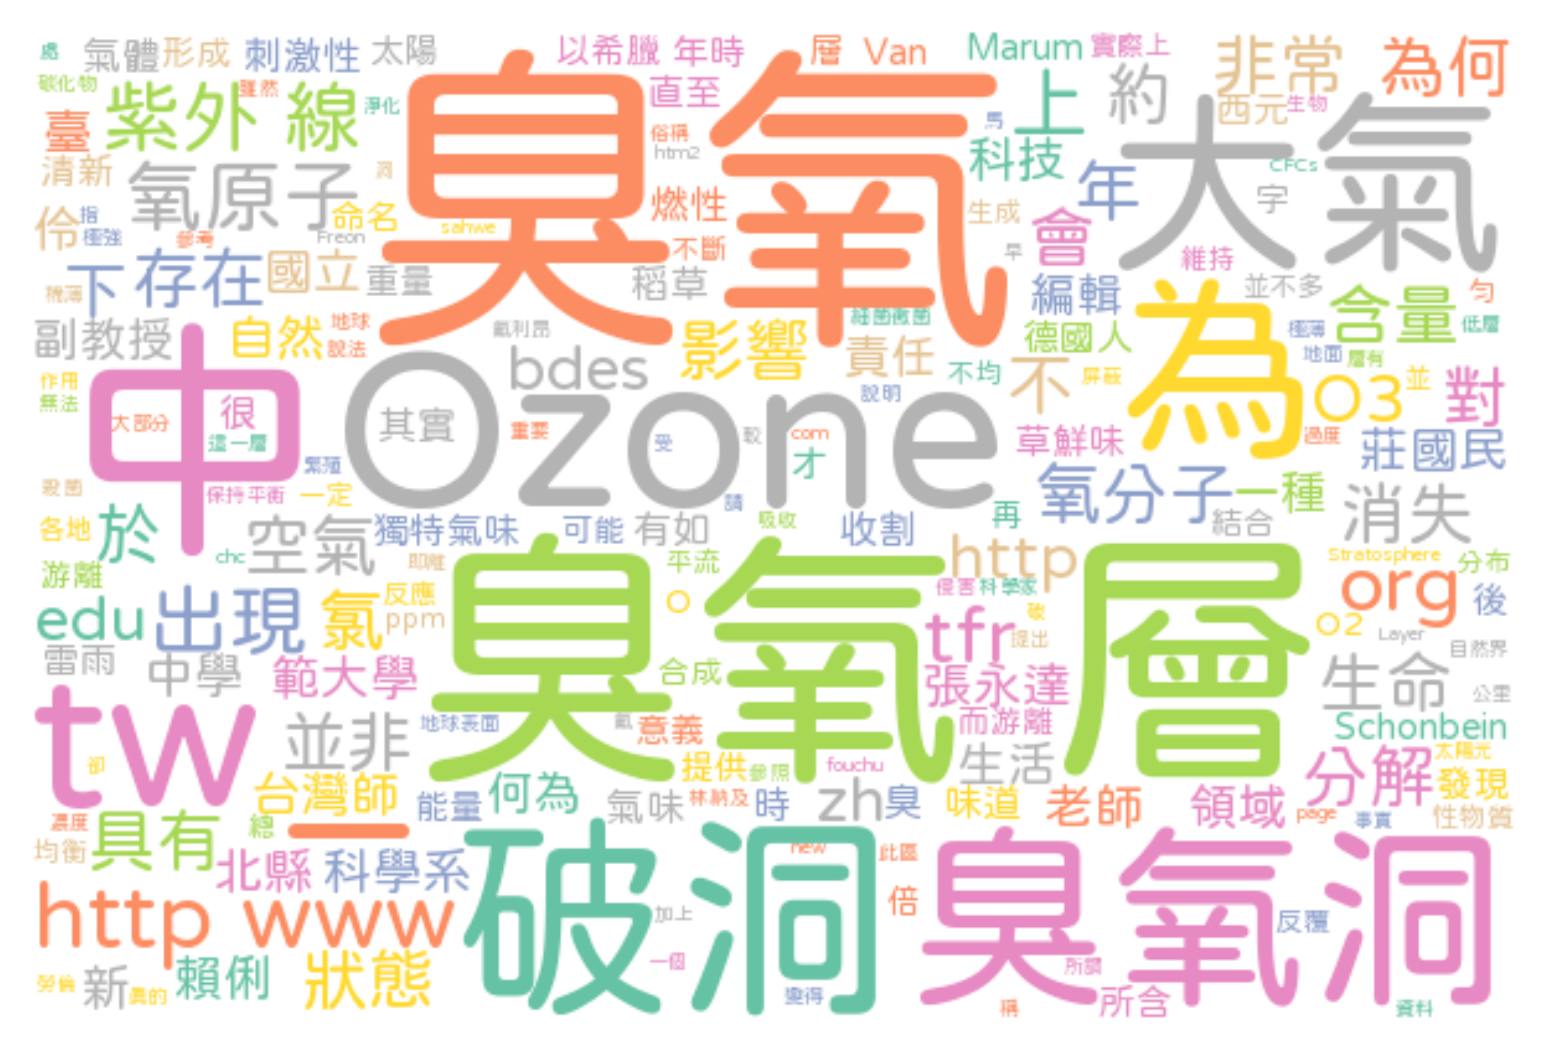 處 氣體 形成 刺激性 太陽 以希臘 年時 層 Van Marum 實際上 非常 為何
碳化物 雖然 臭氧 直至 上 約 西元 生物
臺 紫外 線 淨化 俗稱 馬 大氣
清新 氧原子 洞 htm2 科技 CFCs
伶 指 命名 燃性 生成 年 字
極強 參考 Freon sahwe 不斷 會 早 維持
稀薄 下 存在 國立 重量 稻草 編輯 並不多 含量 勻
副教授 自然 地球 氟利昂 影響 細菌黴菌 德國人 為 極薄 低層
說法 中 bdes 責任 地面 層有
作用 Ozone 不均 不 屏蔽 O3 並 對
無法 大部分 很 其實 說明
這一層 重要 受 較 com 草鮮味 過度 莊國民
繁殖 才
殺菌 保持平衡 一定 請 氧分子 一種 消失
各地 於 空氣 獨特氣味 可能 有如 吸收 收割 再 結合
chc 即離 平流 http Stratosphere 分布
游離 反應 臭氧層 侵害 科學家 org 後
edu 出現 氯 ppm O tfr 破 提出 O2 Layer 自然界
雷雨 中學 範大學 合成 張永達 生命 公里
tw 並非 地球表面 氟 意義 而游離 Schonbein
卻 提供 參照 fouchu 生活 分解 太陽光
台灣師 能量 何為 氣味 林納及 時 zh 臭 味道 老師 領域 page 事實 發現
濃度 具有 總 一 性物質
均衡 北縣 科學系 破洞 new 此區 臭氧洞
http www 加上 倍 反覆
一個 所謂
勞倫 新 真的 賴俐 狀態 變得 稱 所含 資料